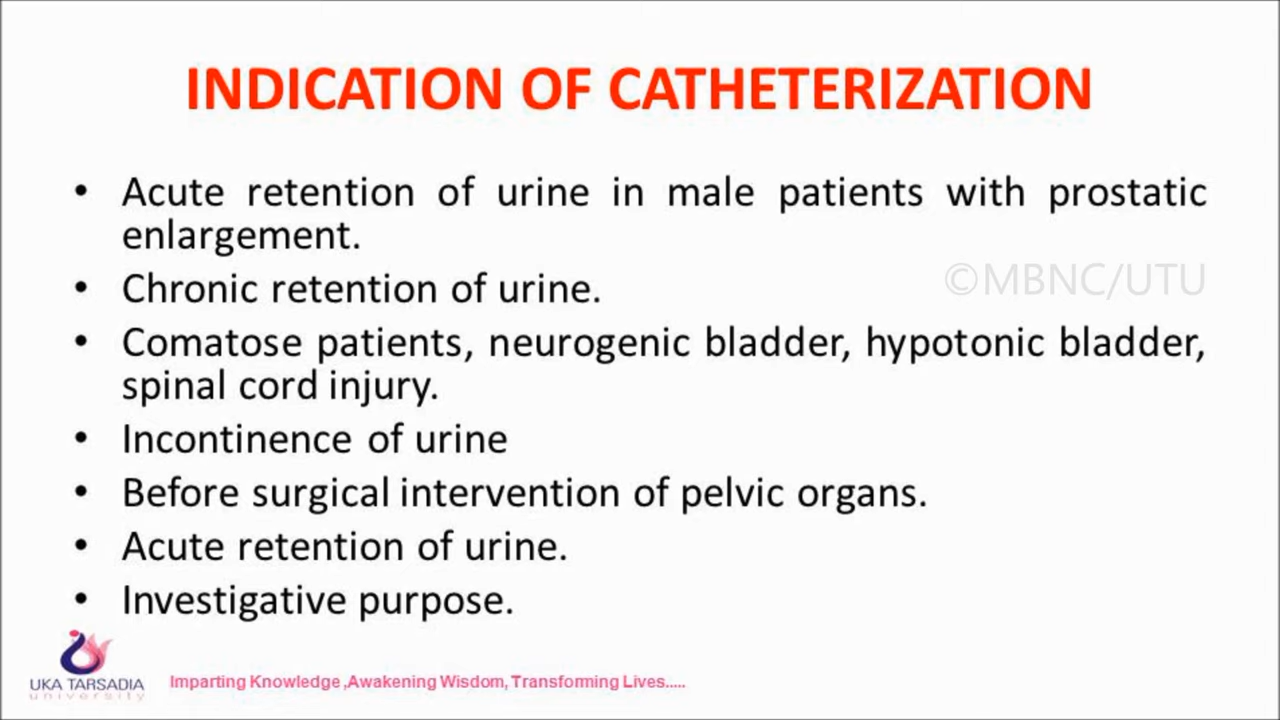 INDICATION OF CATHETERIZATION
• Acute retention of urine in male patients with prostatic
enlargement.
• Chronic retention of urine.
©MBNC/UTU
• Comatose patients, neurogenic bladder, hypotonic bladder,
spinal cord injury.
• Incontinence of urine
• Before surgical intervention of pelvic organs.
• Acute retention of urine.
• Investigative purpose.
UKA TARSADIA
university
Imparting Knowledge ,Awakening Wisdom, Transforming Lives.....